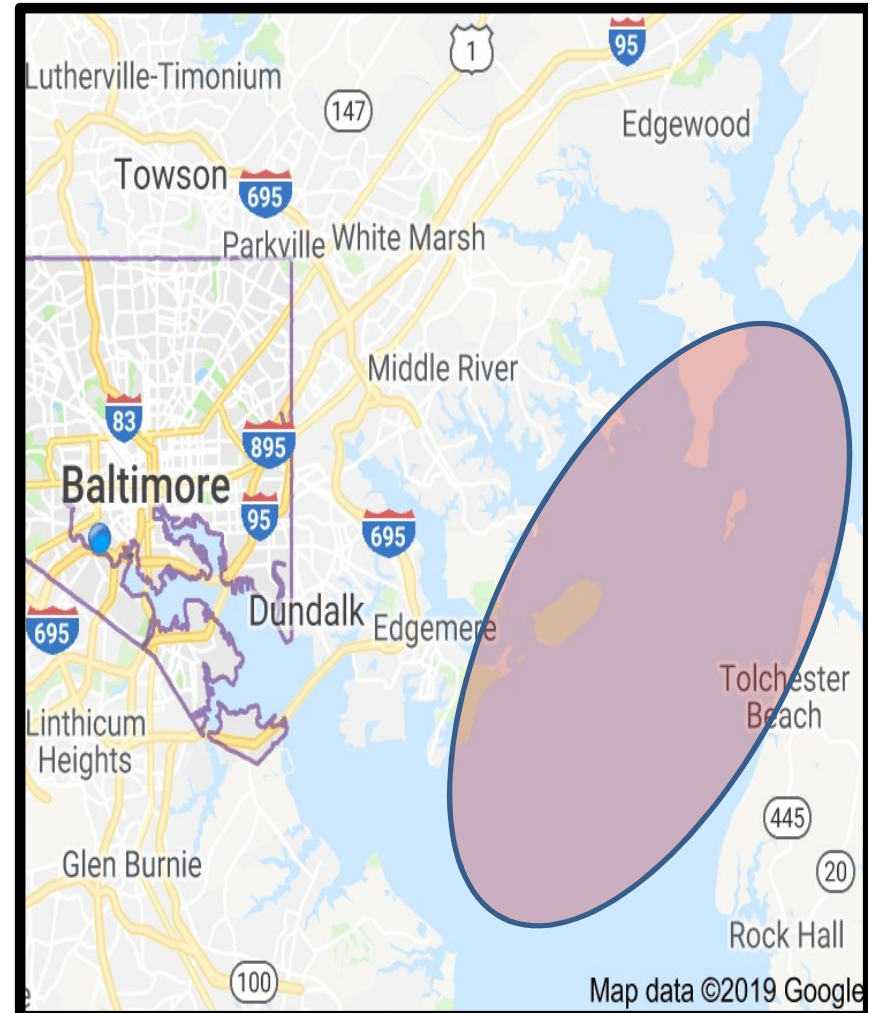 1
95
Lutherville-Timonium
147
Edgewood
Towson
695
Parkville
White Marsh
Middle River
83
895
Baltimore
95
695
Dundalk
Edgemere
695
Tolchester
Beach
Linthicum
Heights
445
Glen Burnie
20
Rock Hall
100
Map data ©2019 Google